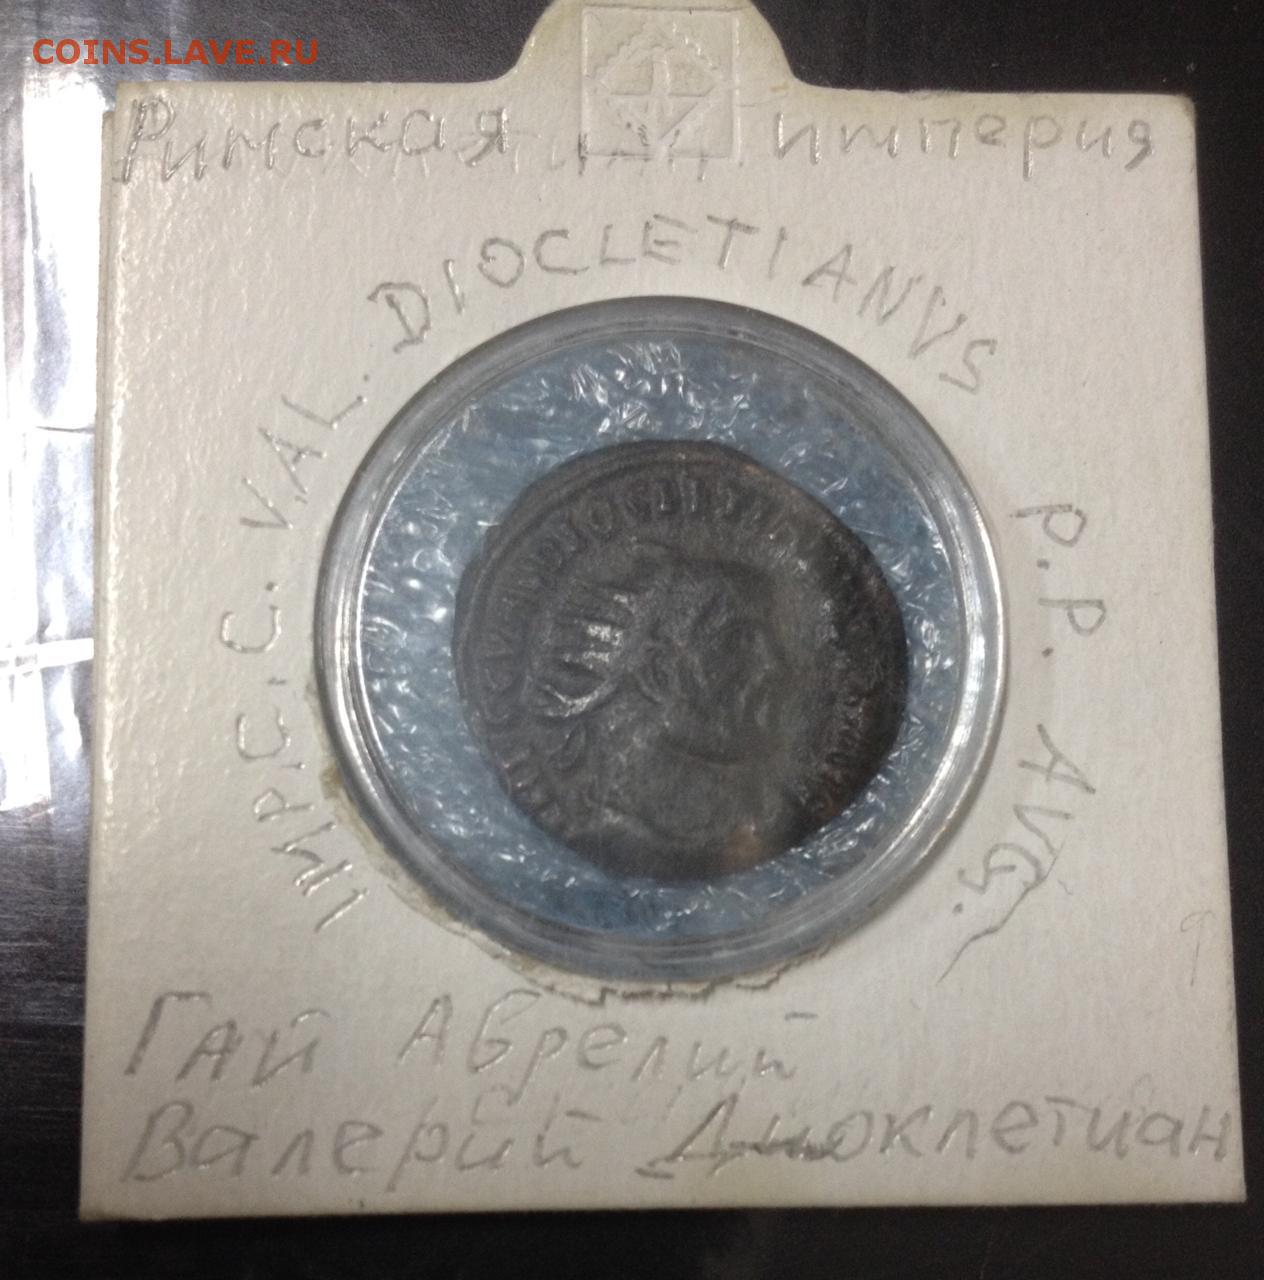 COINS.LAVE.RU
Римская империя
IMP.C.C.VAL. DIOCLETIANVS P.P. AVG.
Гай Аврелий
Валерий Диоклетиан